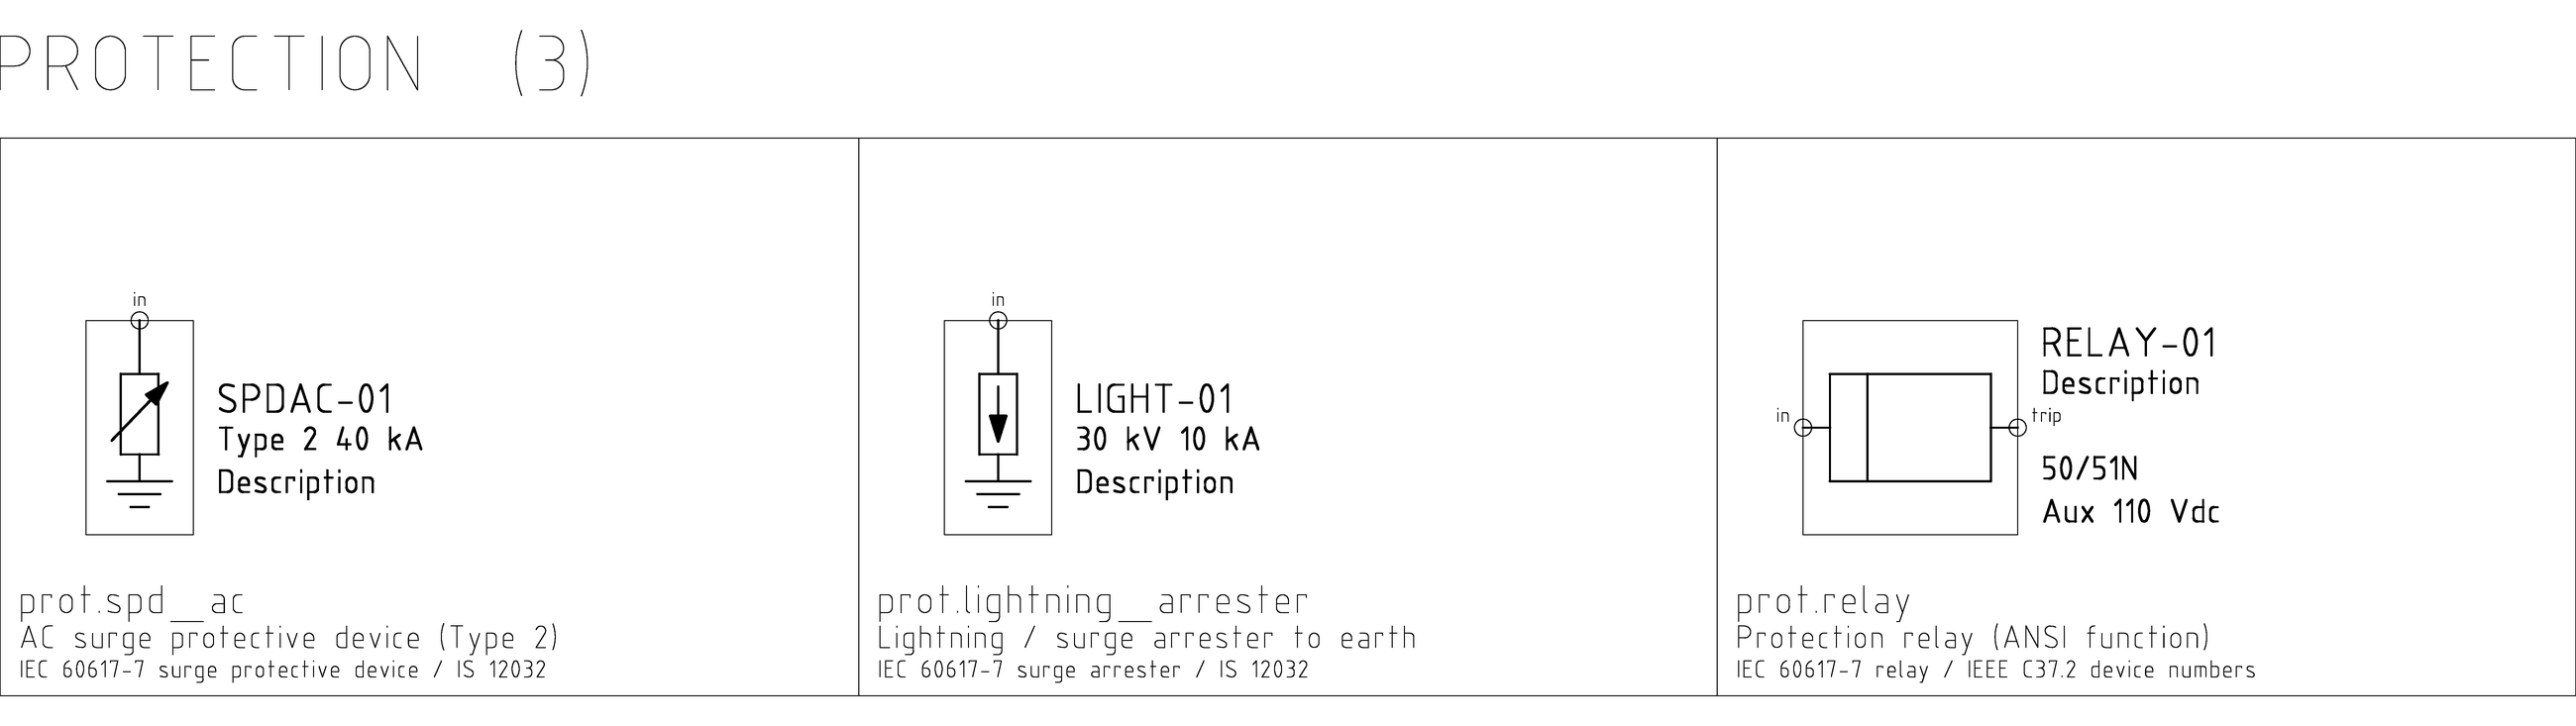 PROTECTION (3)
in
SPDAC-01
Type 2 40 kA
Description
prot.spd__ac
AC surge protective device (Type 2)
IEC 60617-7 surge protective device / IS 12032
in
LIGHT-01
30 kV 10 kA
Description
prot.lightning__arrester
Lightning / surge arrester to earth
IEC 60617-7 surge arrester / IS 12032
RELAY-01
Description
in
trip
50/51N
Aux 110 Vdc
prot.relay
Protection relay (ANSI function)
IEC 60617-7 relay / IEEE C37.2 device numbers